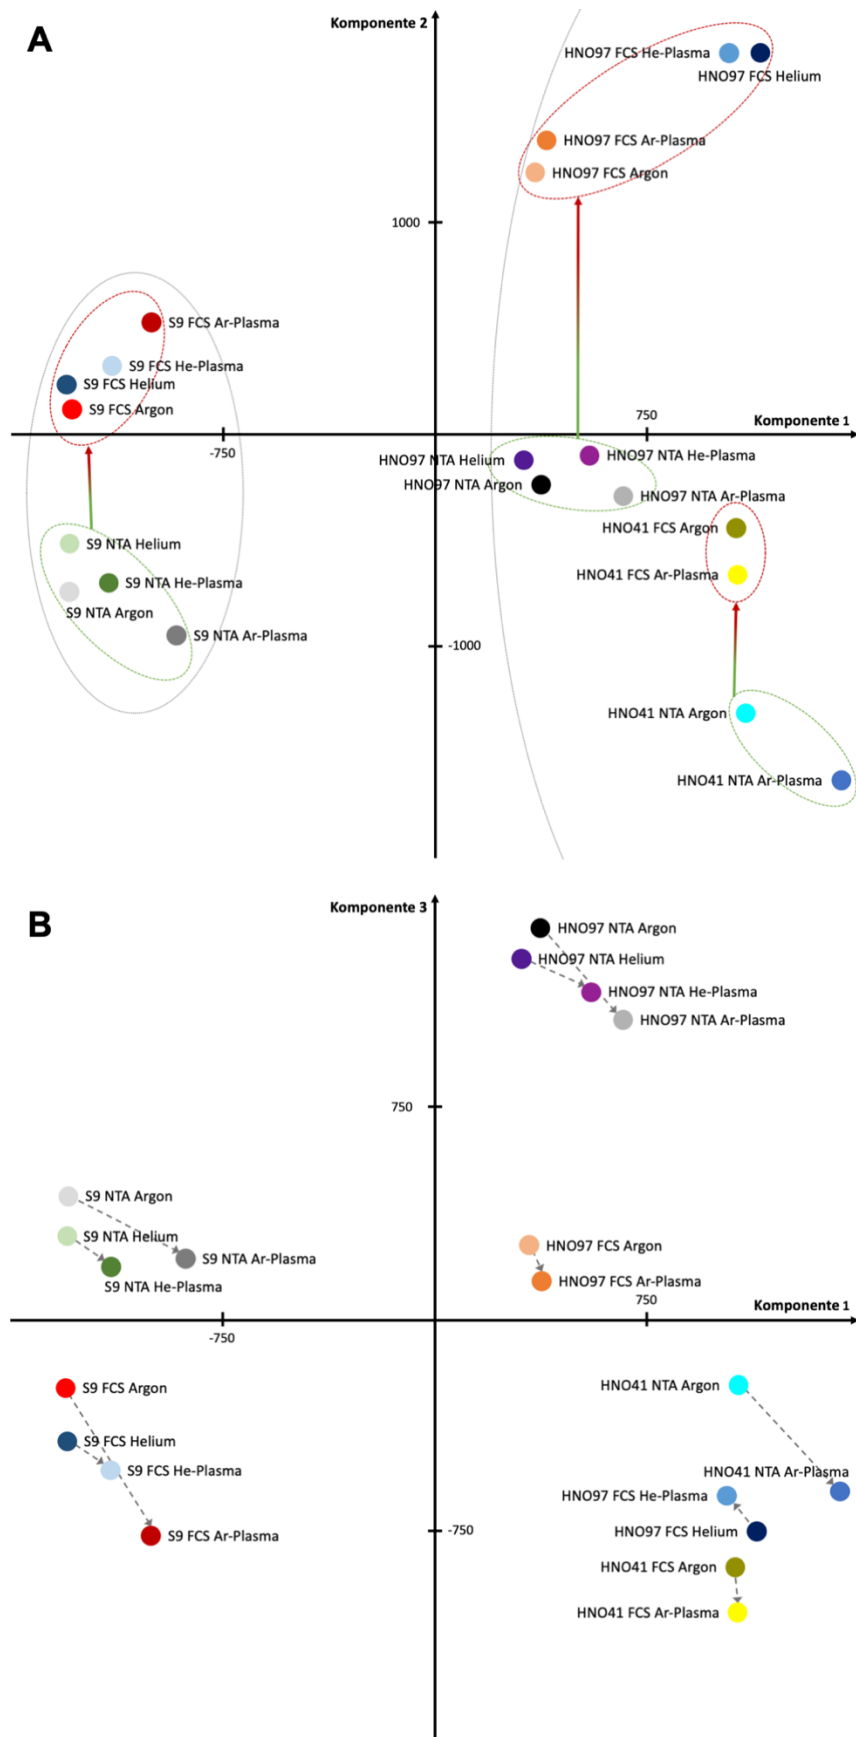 A
Komponente 2
HNO97 FCS He-Plasma
HNO97 FCS Helium
HNO97 FCS Ar-Plasma
HNO97 FCS Argon
1000
S9 FCS Ar-Plasma
S9 FCS He-Plasma
S9 FCS Helium
S9 FCS Argon
750
Komponente 1
-750
HNO97 NTA Helium
HNO97 NTA He-Plasma
HNO97 NTA Argon
HNO97 NTA Ar-Plasma
HNO41 FCS Argon
S9 NTA Helium
HNO41 FCS Ar-Plasma
S9 NTA He-Plasma
S9 NTA Argon
S9 NTA Ar-Plasma
-1000
HNO41 NTA Argon
HNO41 NTA Ar-Plasma
B
Komponente 3
HNO97 NTA Argon
HNO97 NTA Helium
HNO97 NTA He-Plasma
HNO97 NTA Ar-Plasma
750
S9 NTA Argon
S9 NTA Helium
HNO97 FCS Argon
S9 NTA Ar-Plasma
HNO97 FCS Ar-Plasma
S9 NTA He-Plasma
750
Komponente 1
-750
S9 FCS Argon
HNO41 NTA Argon
S9 FCS Helium
S9 FCS He-Plasma
HNO41 NTA Ar-Plasma
HNO97 FCS He-Plasma
-750
S9 FCS Ar-Plasma
HNO97 FCS Helium
HNO41 FCS Argon
HNO41 FCS Ar-Plasma